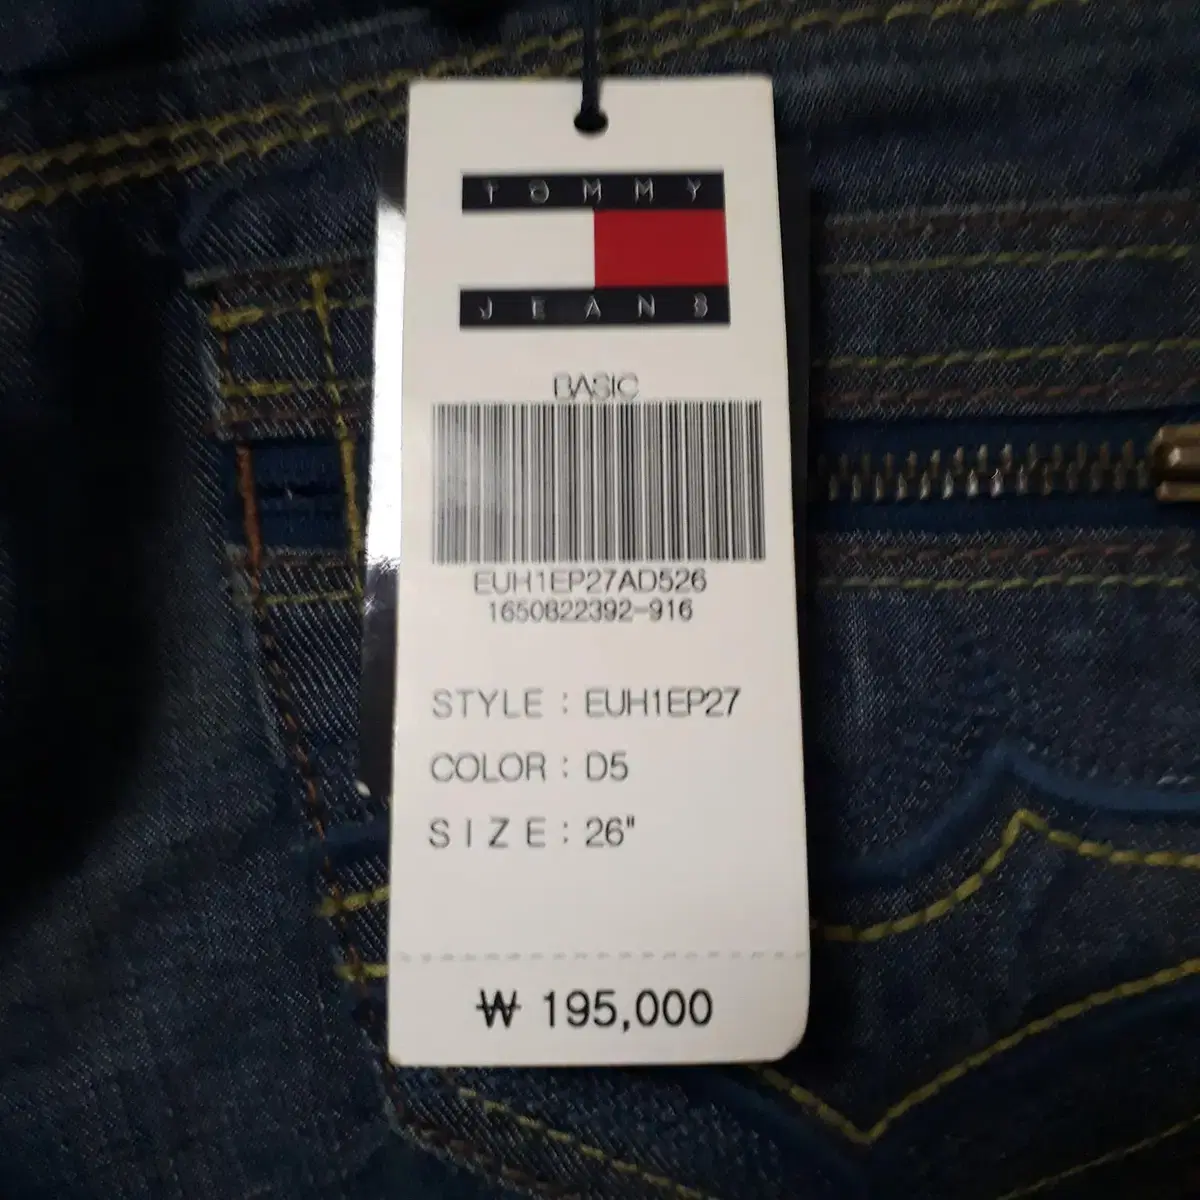 TOMMY
JEANS
BASIC
EUH1EP27AD526
1650822392-916
STYLE : EUH1EP27
COLOR : D5
SIZE : 26"
₩ 195,000